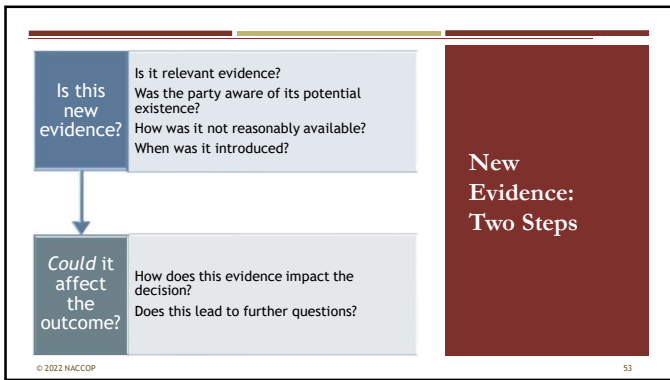 Is this
new
evidence?
Is it relevant evidence?
Was the party aware of its potential
existence?
How was it not reasonably available?
When was it introduced?
New
Evidence:
Two Steps
Could it
affect
the
outcome?
How does this evidence impact the
decision?
Does this lead to further questions?
© 2022 NACCOP
53